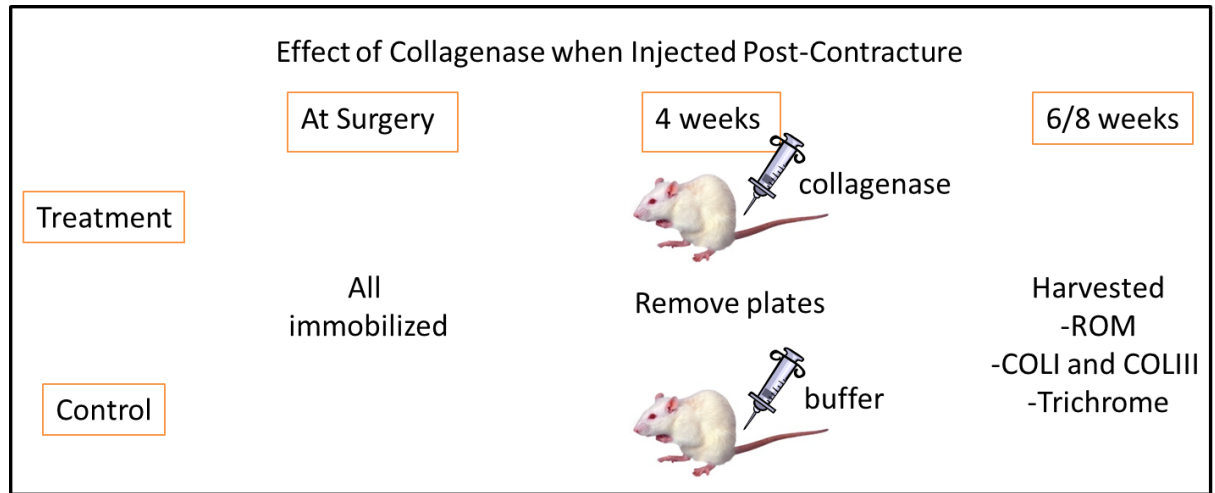 Effect of Collagenase when Injected Post-Contracture
At Surgery
4 weeks
6/8 weeks
Treatment
collagenase
All
immobilized
Remove plates
Harvested
-ROM
-COLI and COLIII
-Trichrome
Control
buffer